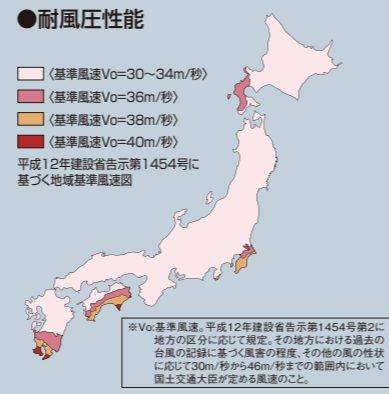 ●耐風圧性能
〈基準風速Vo=30～34m/秒〉
〈基準風速Vo=36m/秒〉
〈基準風速Vo=38m/秒〉
〈基準風速Vo=40m/秒〉
平成12年建設省告示第1454号に
基づく地域基準風速図
※Vo:基準風速。平成12年建設省告示第1454号第2に
地方の区分に応じて規定。その地方における過去の
台風の記録に基づく風害の程度、その他の風の性状
に応じて30m/秒から46m/秒までの範囲内において
国土交通大臣が定める風速のこと。